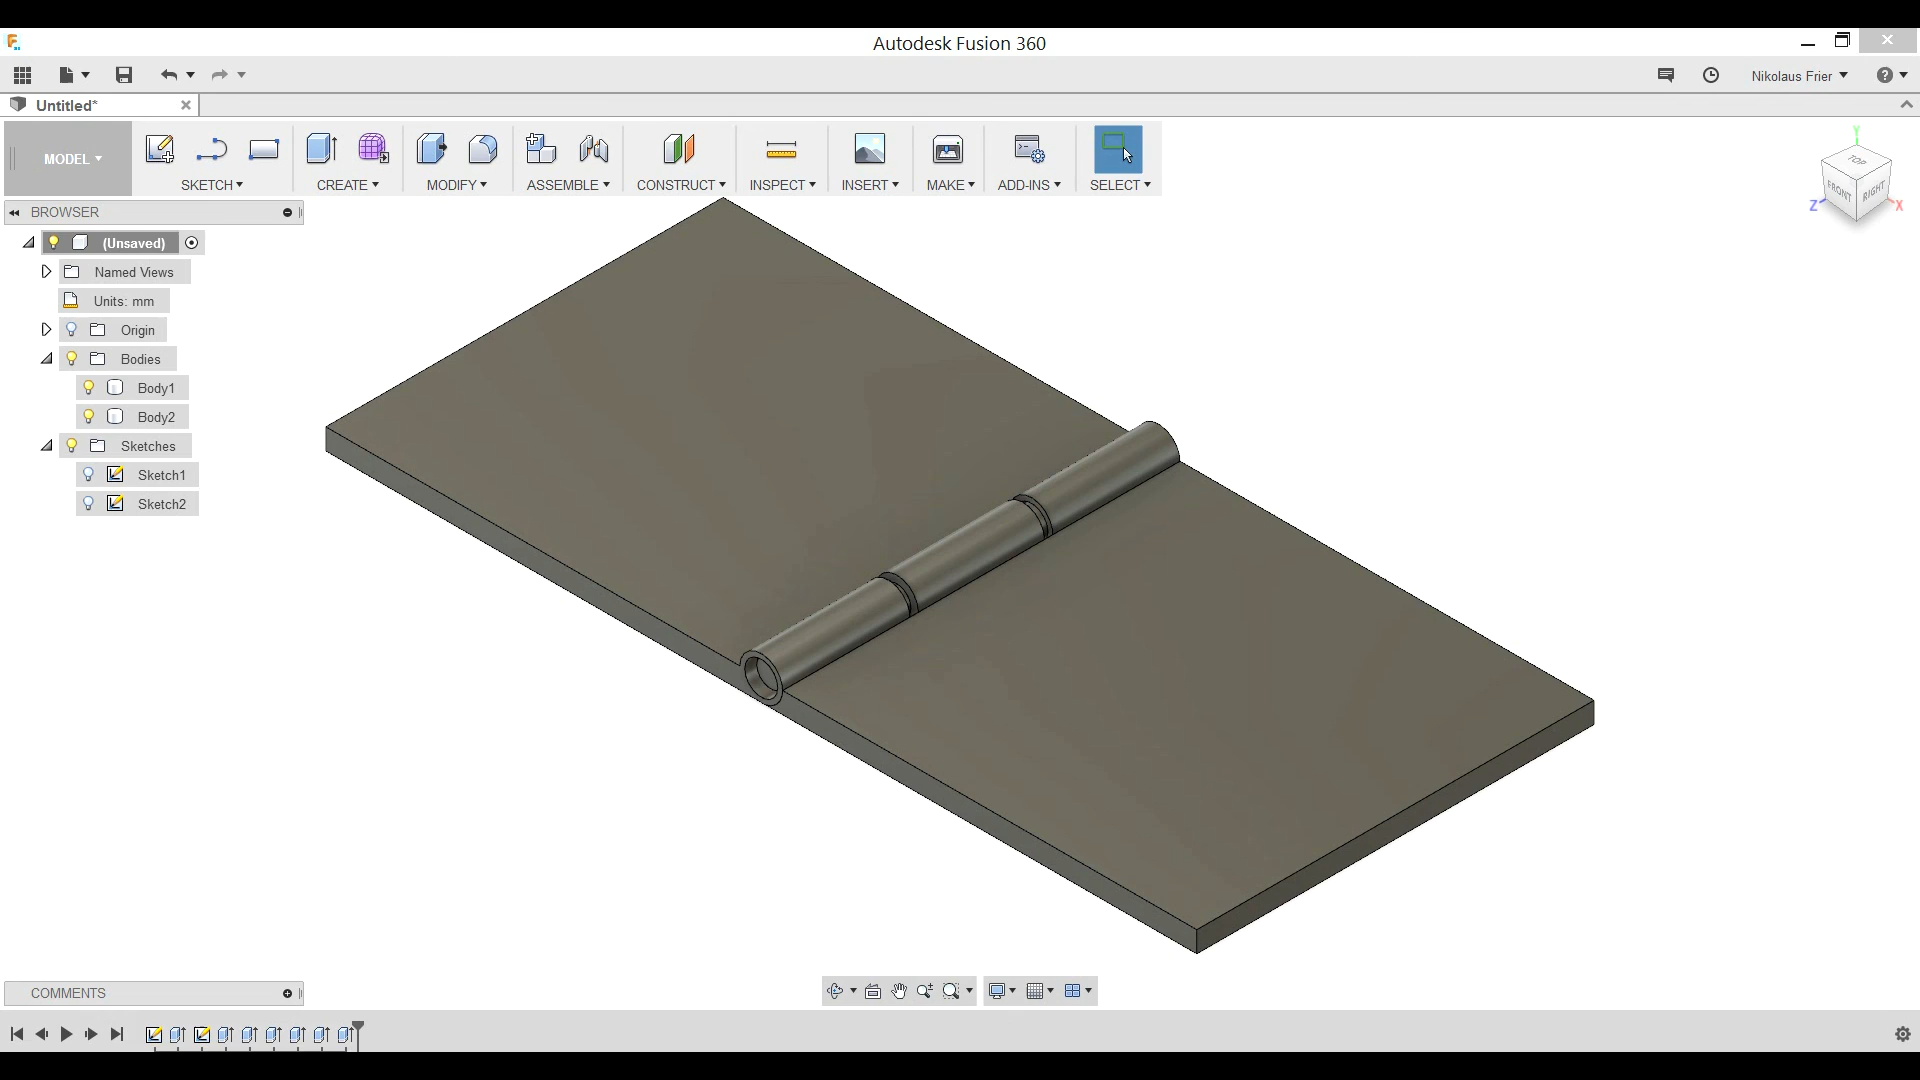 Autodesk Fusion 360
Nikolaus Frier
Untitled*
MODEL
SKETCH
CREATE
MODIFY
ASSEMBLE
CONSTRUCT
INSPECT
INSERT
MAKE
ADD-INS
SELECT
Y
TOP
FRONT
RIGHT
Z
X
BROWSER
(Unsaved)
Named Views
Units: mm
Origin
Bodies
Body1
Body2
Sketches
Sketch1
Sketch2
COMMENTS